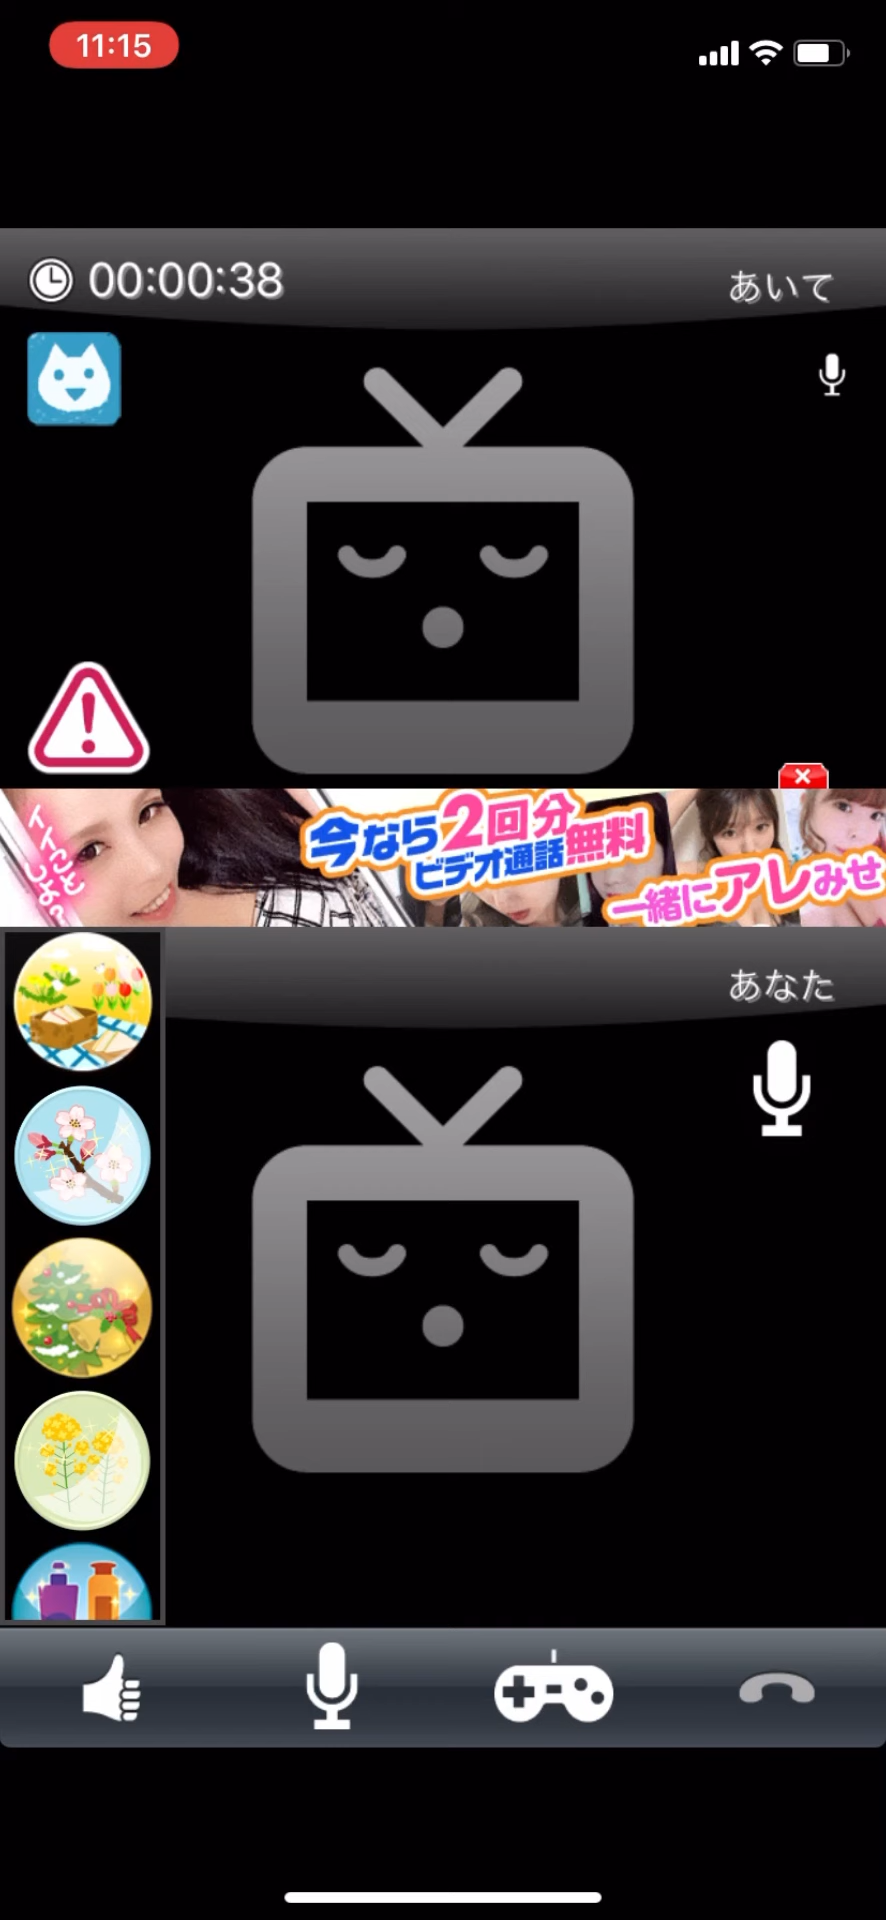 11:15
00:00:38
あいて
イイこと
しよ?
今なら2回分
ビデオ通話無料
一緒にアレみせ
あなた